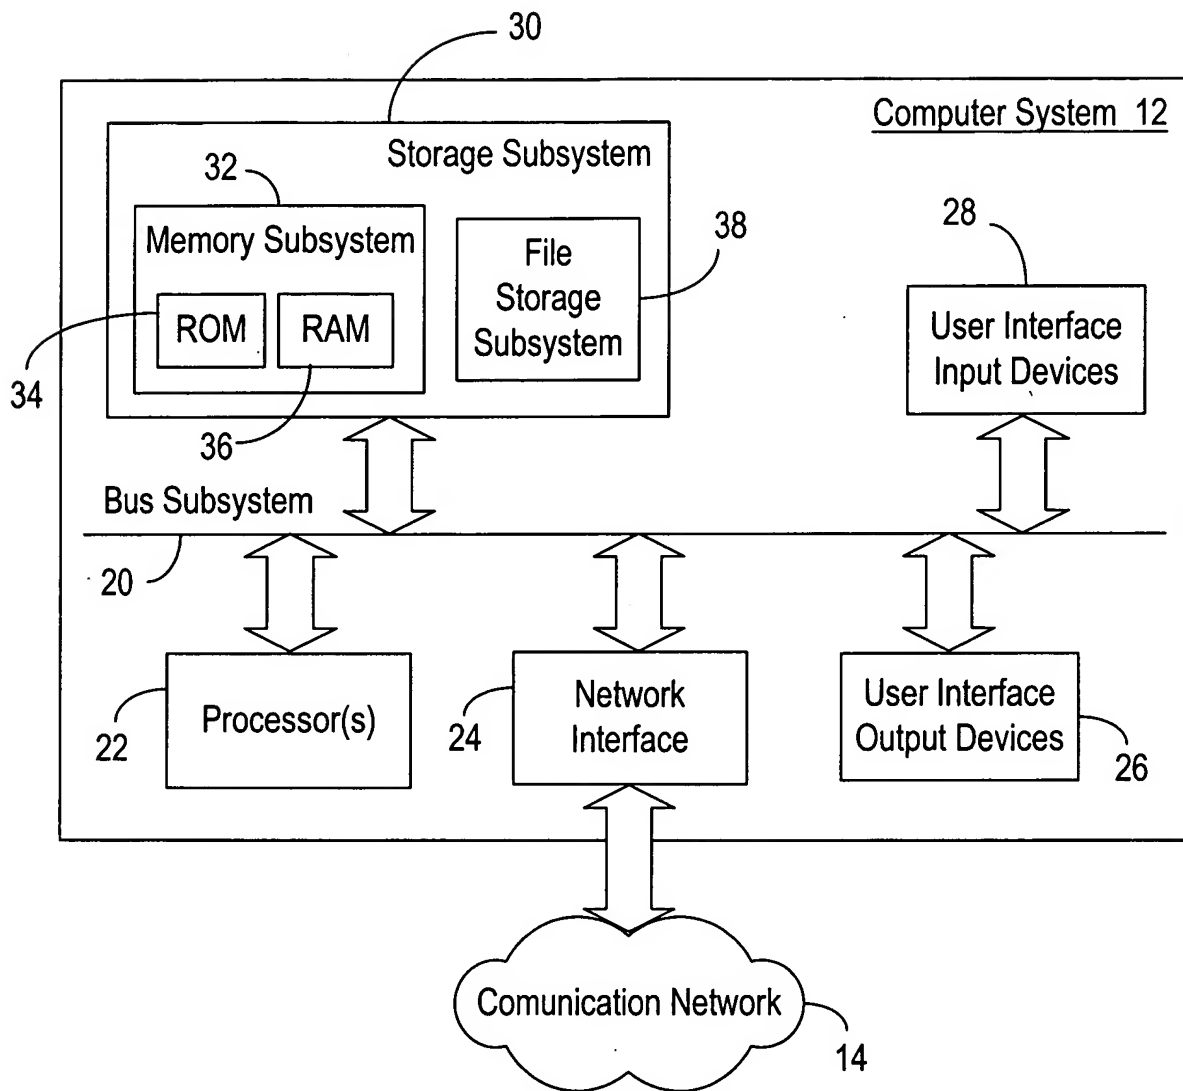 30
Computer System 12
Storage Subsystem
32
Memory Subsystem
ROM
RAM
34
36
File
Storage
Subsystem
38
28
User Interface
Input Devices
Bus Subsystem
20
Processor(s)
22
Network
Interface
24
User Interface
Output Devices
26
Comunication Network
14